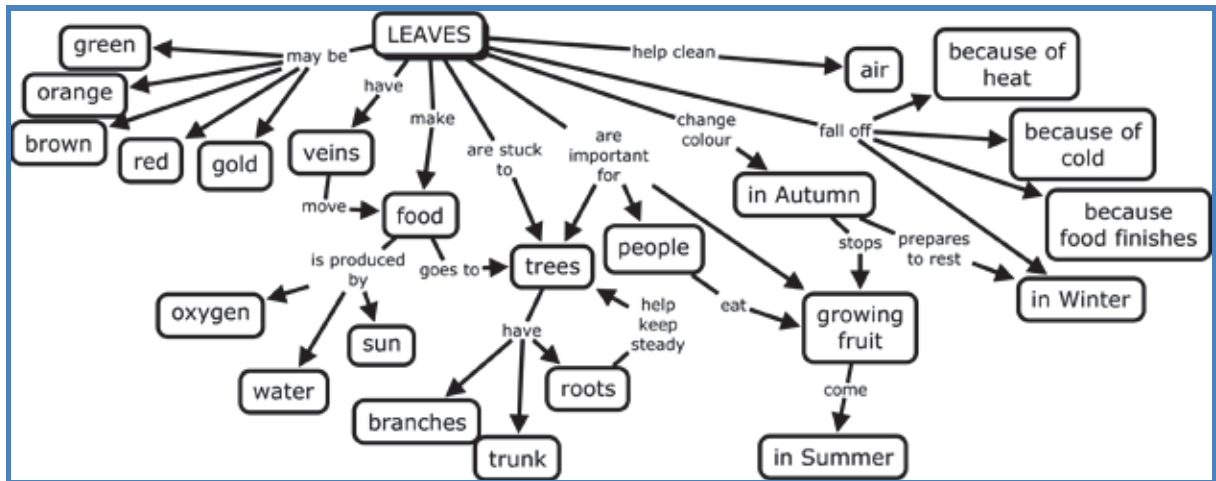 LEAVES
green
may be
help clean
because of
heat
air
orange
have
make
change
colour
fall off
because of
cold
brown
red
gold
veins
are stuck
to
are
important
for
in Autumn
move
food
because
food finishes
people
stops
prepares
to rest
is produced
by
goes to
trees
in Winter
oxygen
sun
have
help
keep
steady
eat
growing
fruit
water
roots
come
branches
trunk
in Summer